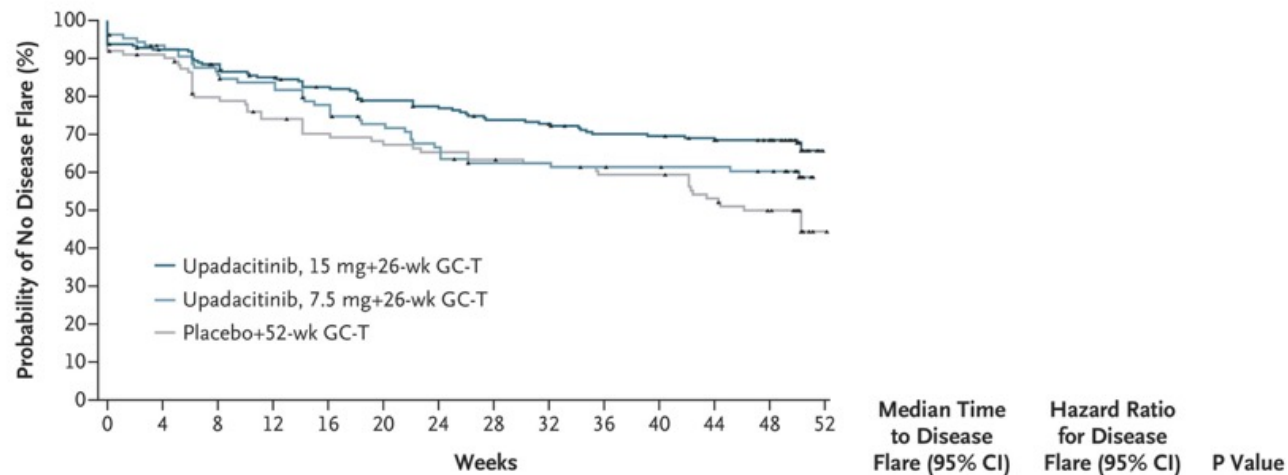 100
90
80
70
60
50
40
30
20
10
0
Probability of No Disease Flare (%)
Upadacitinib, 15 mg+26-wk GC-T
Upadacitinib, 7.5 mg+26-wk GC-T
Placebo+52-wk GC-T
0 4 8 12 16 20 24 28 32 36 40 44 48 52
Weeks
Median Time
to Disease
Flare (95% CI)
Hazard Ratio
for Disease
Flare (95% CI)
P Value